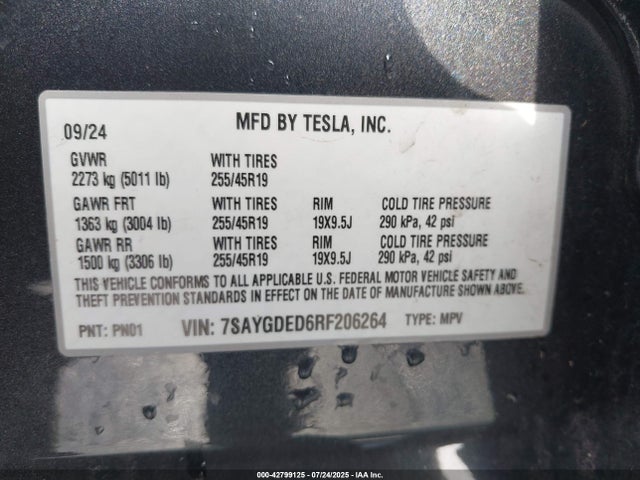 09/24 MFD BY TESLA, INC.
GVWR WITH TIRES
2273 kg (5011 lb) 255/45R19
GAWR FRT WITH TIRES RIM COLD TIRE PRESSURE
1363 kg (3004 lb) 255/45R19 19X9.5J 290 kPa, 42 psi
GAWR RR WITH TIRES RIM COLD TIRE PRESSURE
1500 kg (3306 lb) 255/45R19 19X9.5J 290 kPa, 42 psi
THIS VEHICLE CONFORMS TO ALL APPLICABLE U.S. FEDERAL MOTOR VEHICLE SAFETY AND
THEFT PREVENTION STANDARDS IN EFFECT ON THE DATE OF MANUFACTURE SHOWN ABOVE.
PNT: PN01 VIN: 7SAYGDED6RF206264 TYPE: MPV
000-42799125 - 07/24/2025 - IAA Inc.